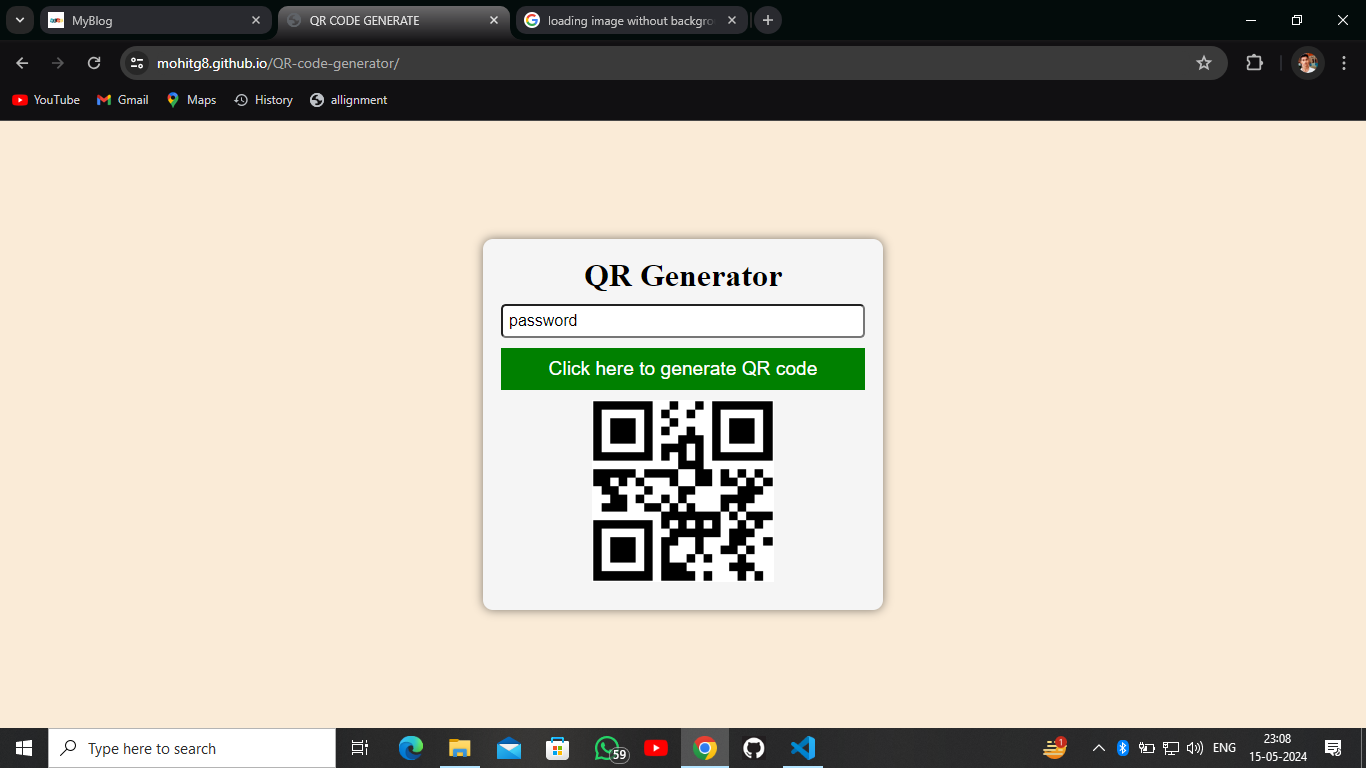 MyBlog
QR CODE GENERATE
loading image without backgro
mohitg8.github.io/QR-code-generator/
YouTube
Gmail
Maps
History
allignment
QR Generator
password
Click here to generate QR code
Type here to search
59
1
ENG
23:08
15-05-2024